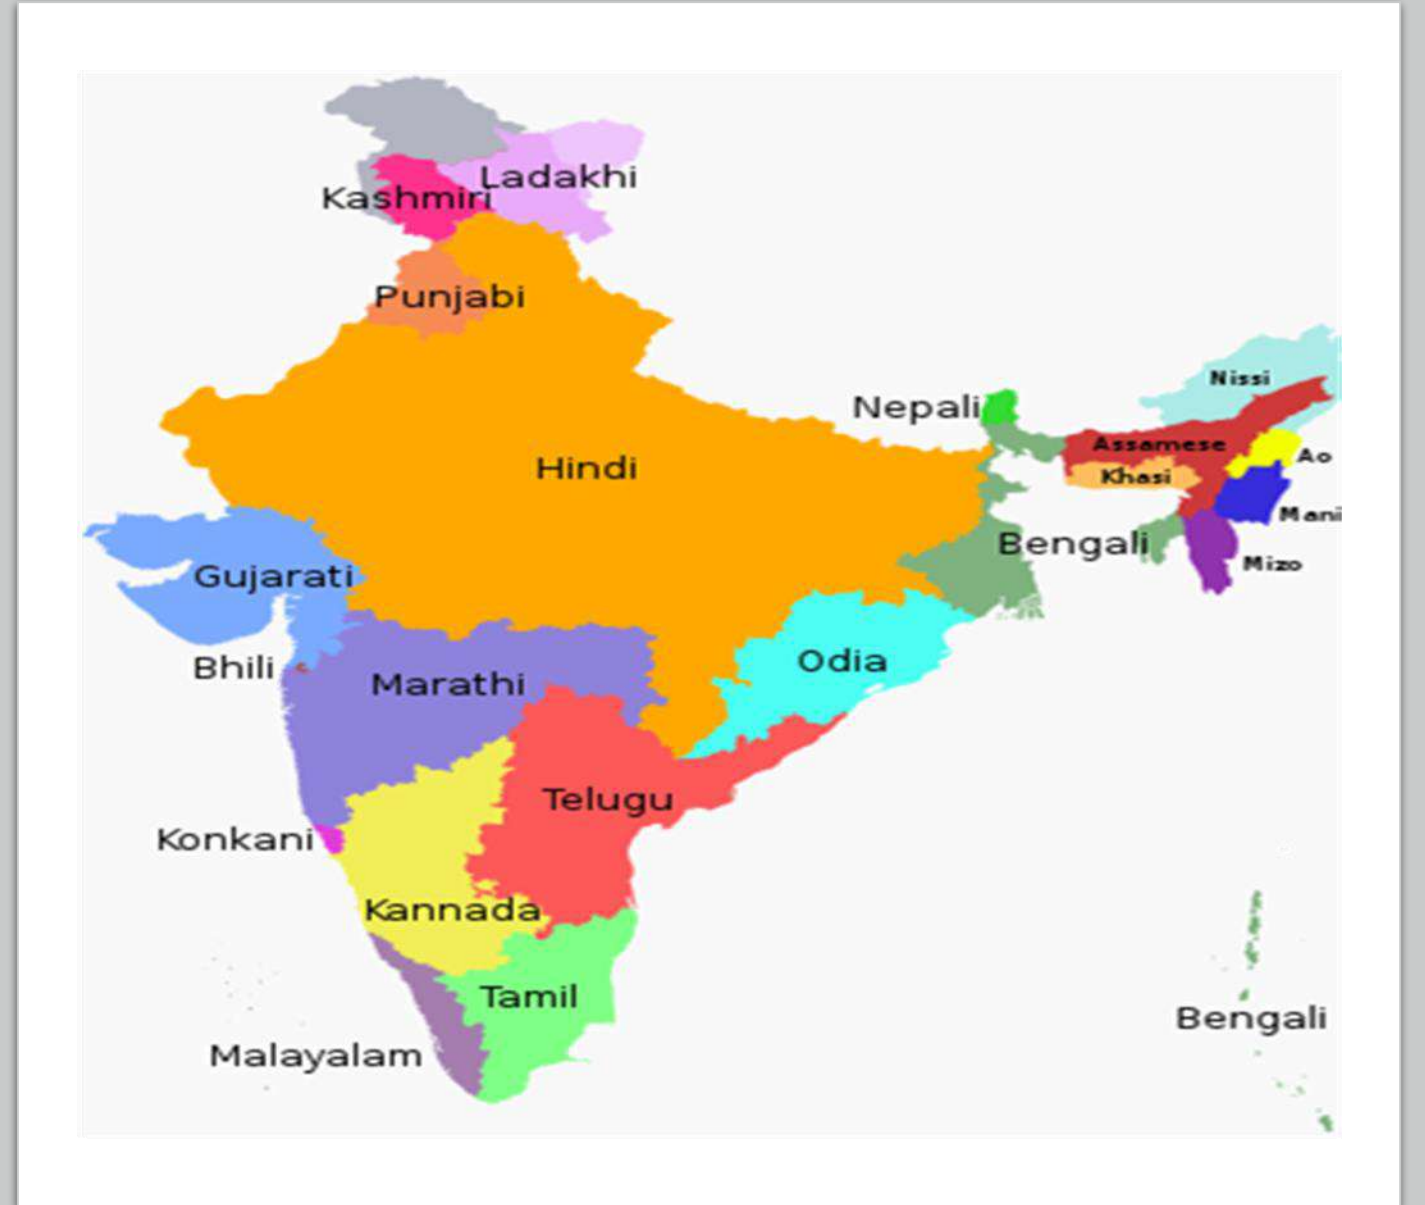 Ladakhi
Kashmiri
Punjabi
Nissi
Nepali
Assamese
Ao
Hindi
Khasi
Mani
Bengali
Mizo
Gujarati
Odia
Bhili
Marathi
Telugu
Konkani
Kannada
Tamil
Bengali
Malayalam